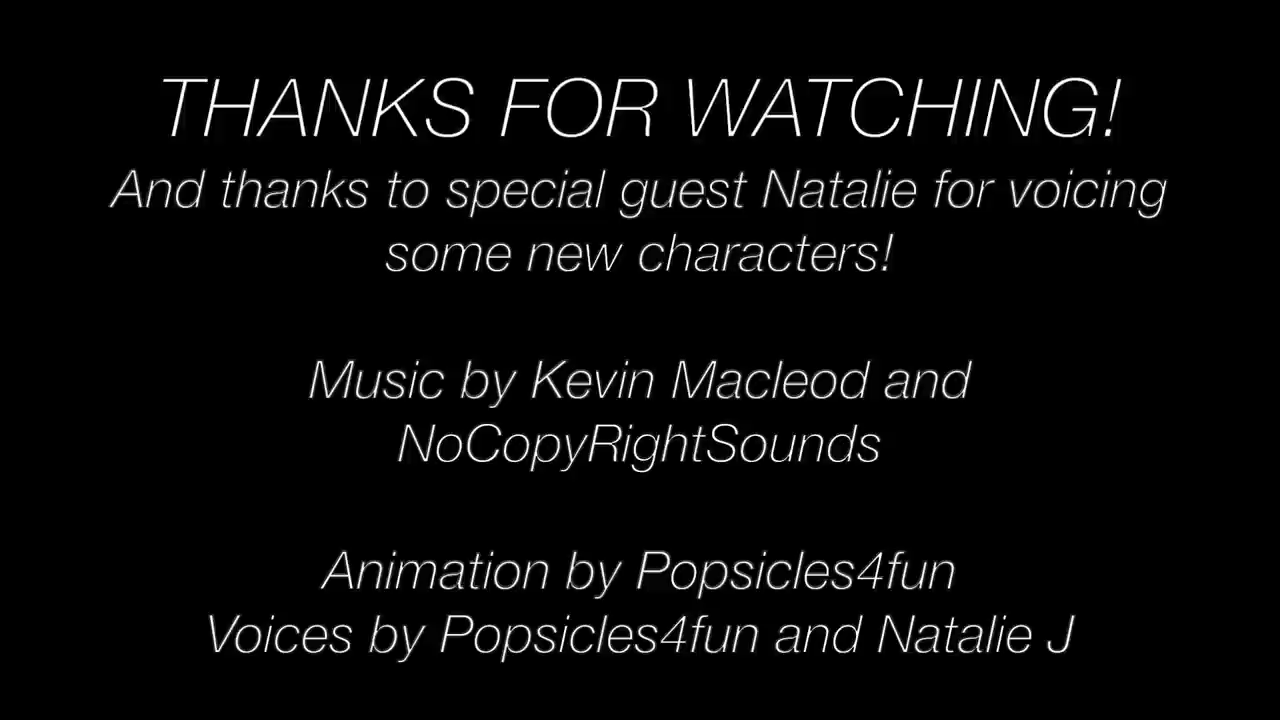 THANKS FOR WATCHING!
And thanks to special guest Natalie for voicing
some new characters!
Music by Kevin Macleod and
NoCopyRightSounds
Animation by Popsicles4fun
Voices by Popsicles4fun and Natalie J